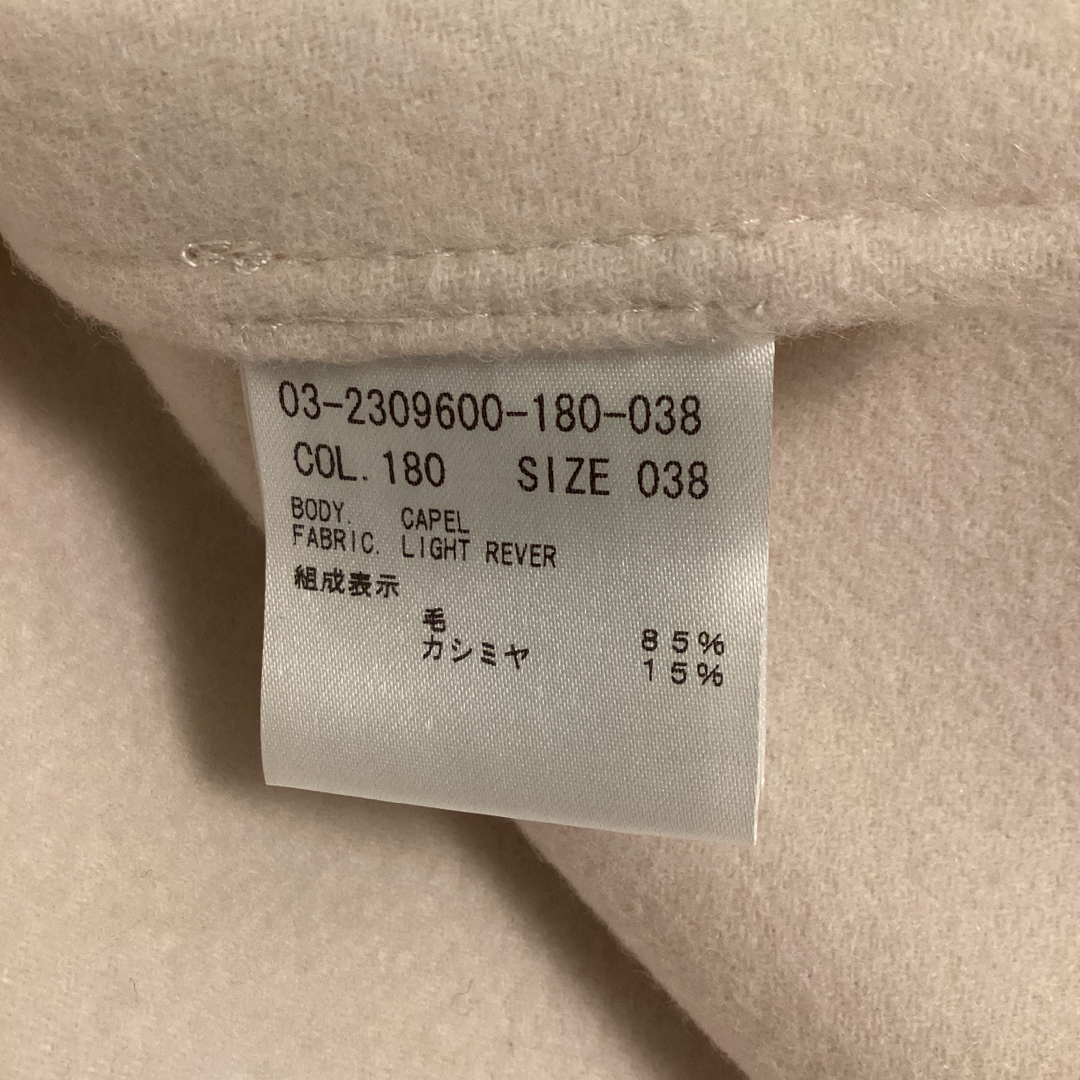 03-2309600-180-038
COL. 180 SIZE 038
BODY. CAPEL
FABRIC. LIGHT REVER
組成表示
毛 85%
カシミヤ 15%